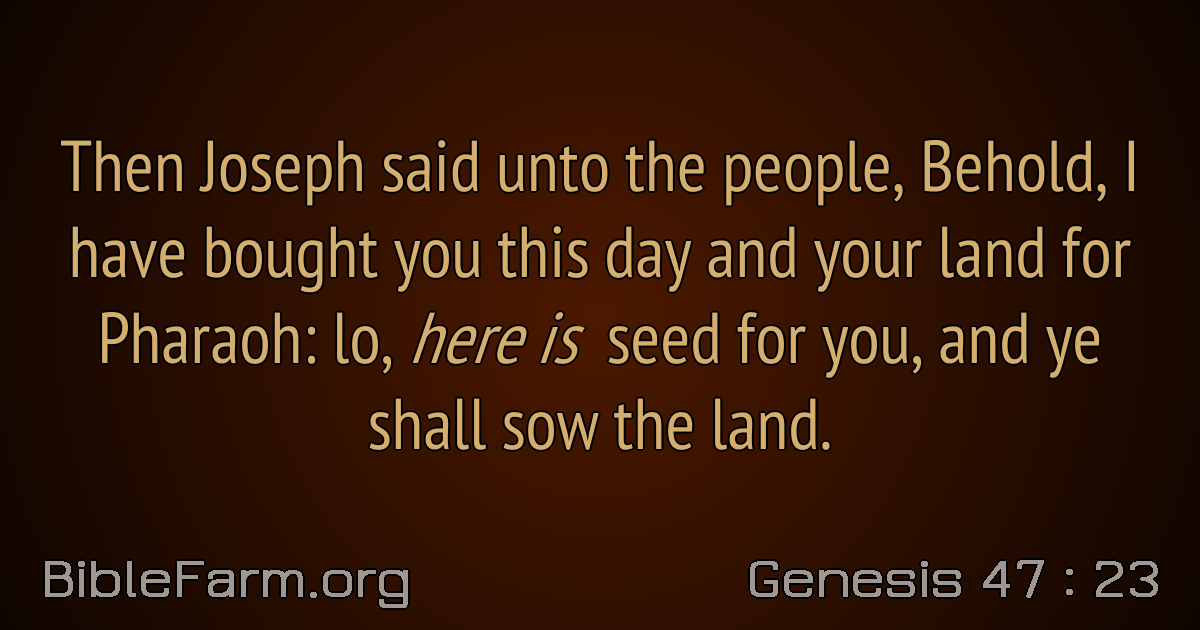 Then Joseph said unto the people, Behold, I
have bought you this day and your land for
Pharaoh: lo, here is seed for you, and ye
shall sow the land.
BibleFarm.org
Genesis 47 : 23